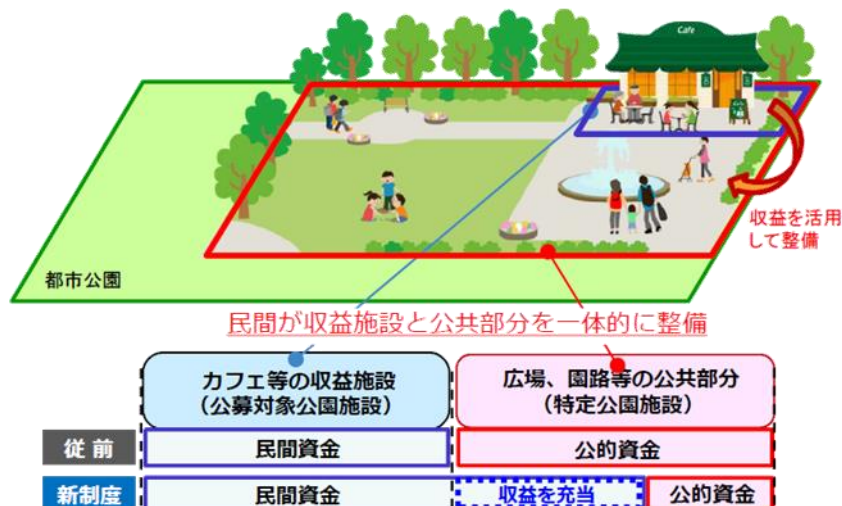 Cafe
収益を活用
して整備
都市公園
民間が収益施設と公共部分を一体的に整備
カフェ等の収益施設
（公募対象公園施設）
広場、園路等の公共部分
（特定公園施設）
従前
民間資金
公的資金
新制度
民間資金
収益を充当
公的資金